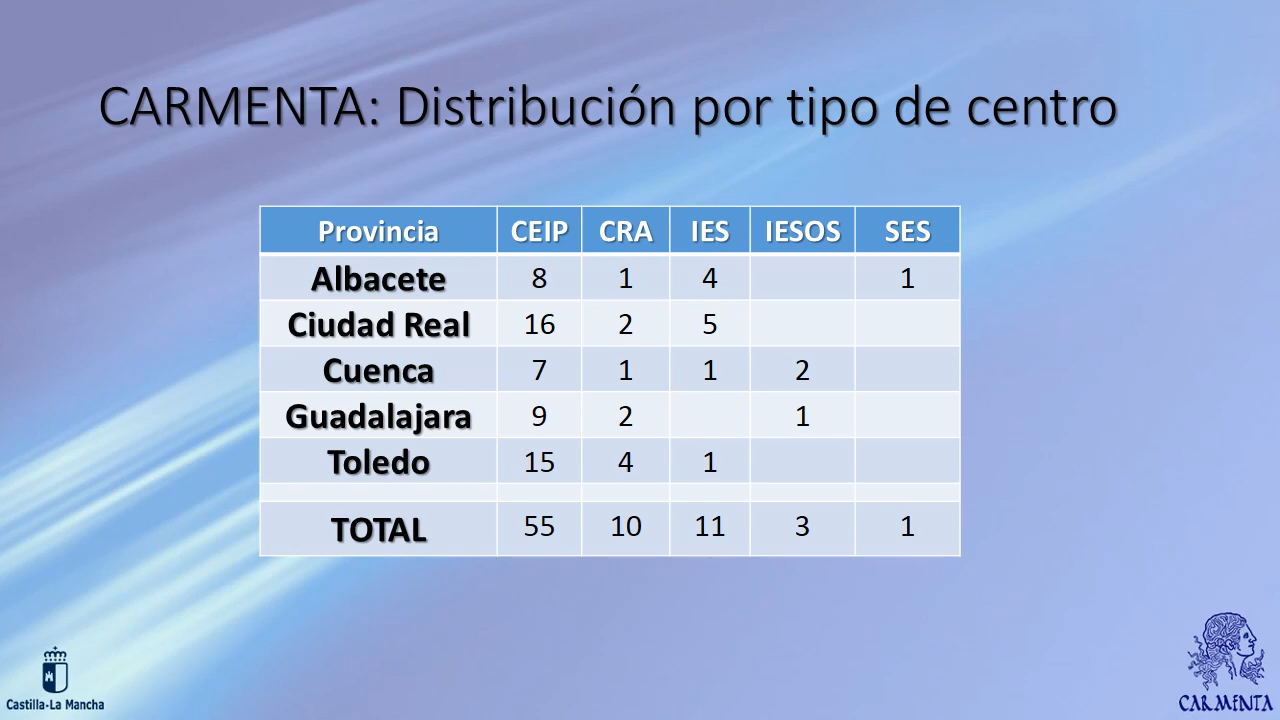 CARMENTA: Distribución por tipo de centro
Provincia CEIP CRA IES IESOS SES
Albacete 8 1 4 1
Ciudad Real 16 2 5
Cuenca 7 1 1 2
Guadalajara 9 2 1
Toledo 15 4 1
TOTAL 55 10 11 3 1
Castilla-La Mancha
CARMENTA